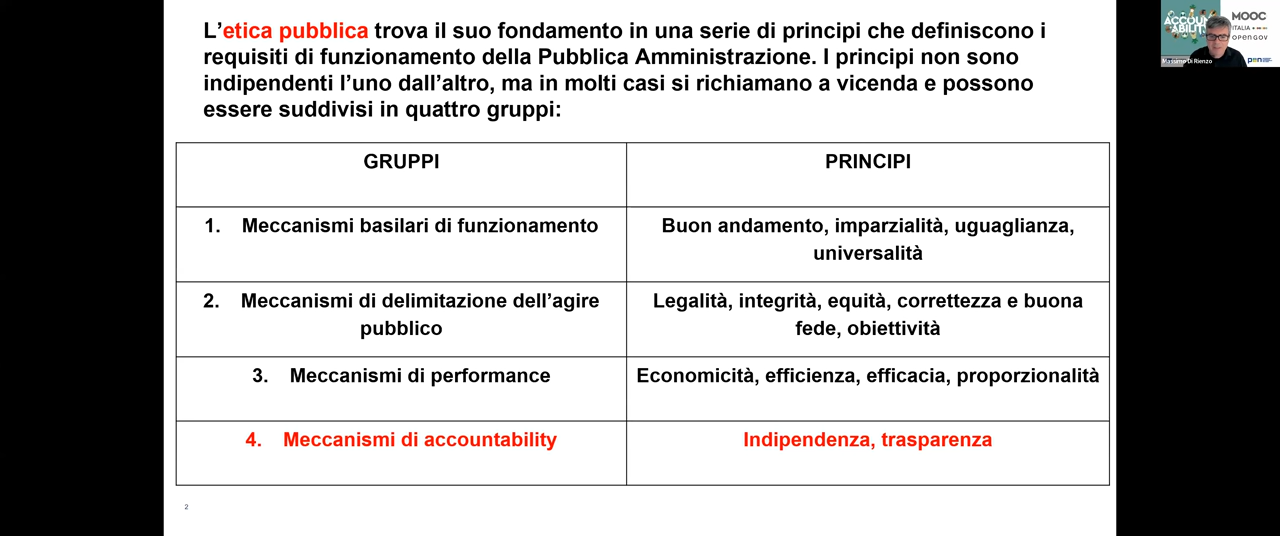 L’etica pubblica trova il suo fondamento in una serie di principi che definiscono i
requisiti di funzionamento della Pubblica Amministrazione. I principi non sono
indipendenti l’uno dall’altro, ma in molti casi si richiamano a vicenda e possono
essere suddivisi in quattro gruppi:
GRUPPI
PRINCIPI
1. Meccanismi basilari di funzionamento
Buon andamento, imparzialità, uguaglianza,
universalità
2. Meccanismi di delimitazione dell’agire
pubblico
Legalità, integrità, equità, correttezza e buona
fede, obiettività
3. Meccanismi di performance
Economicità, efficienza, efficacia, proporzionalità
4. Meccanismi di accountability
Indipendenza, trasparenza
2
MOOC
ITALIA
OPENGOV
Massimo Di Rienzo